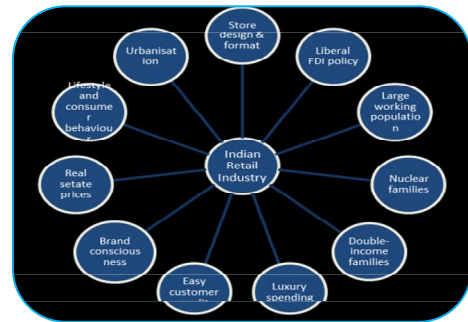 Store
design &
format
Liberal
FDI policy
Large
working
populatio
n
Nuclear
families
Double-
income
families
Luxury
spending
Easy
customer
Brand
conscious
ness
Real
setate
prices
Lifestyle
and
consume
r
behaviour
Urbanisat
ion
Indian
Retail
Industry